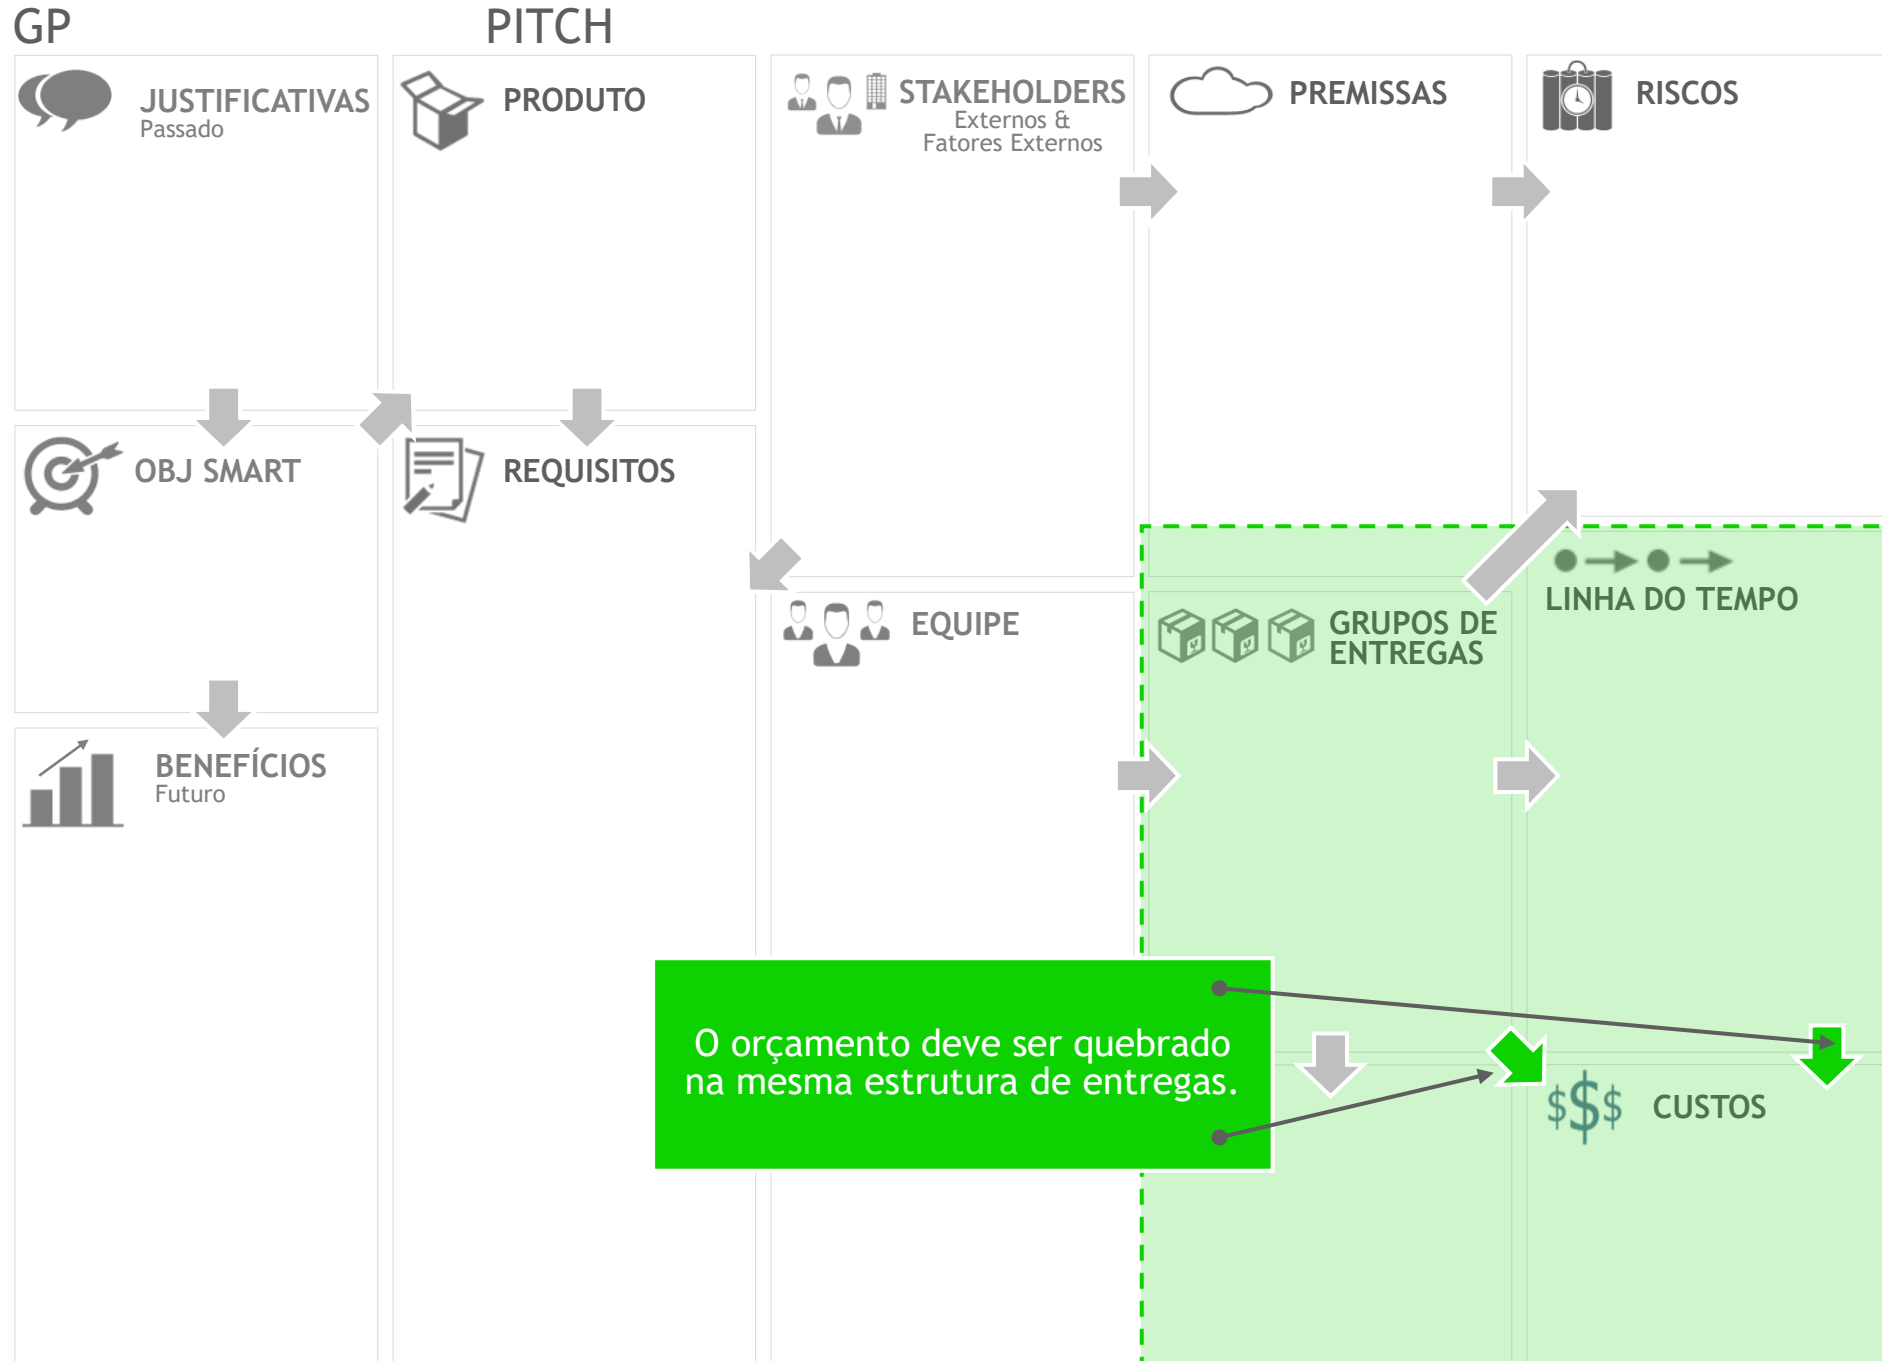 GP
PITCH
JUSTIFICATIVAS
Passado
PRODUTO
STAKEHOLDERS
Externos &
Fatores Externos
PREMISSAS
RISCOS
OBJ SMART
REQUISITOS
EQUIPE
GRUPOS DE
ENTREGAS
LINHA DO TEMPO
BENEFÍCIOS
Futuro
O orçamento deve ser quebrado
na mesma estrutura de entregas.
$$$ CUSTOS